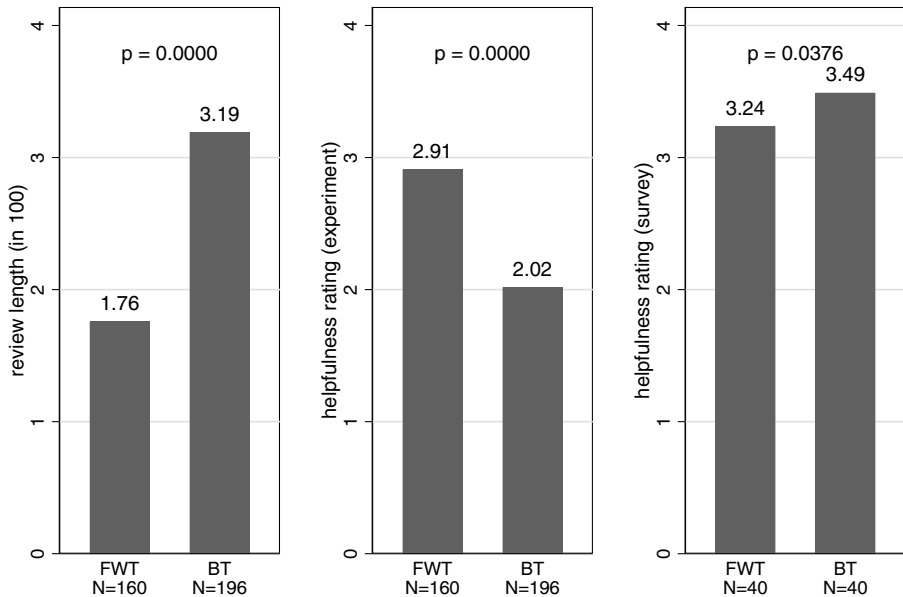 4
3
2
1
0
review length (in 100)
p = 0.0000
1.76
3.19
FWT
N=160
BT
N=196
4
3
2
1
0
helpfulness rating (experiment)
p = 0.0000
2.91
2.02
FWT
N=160
BT
N=196
4
3
2
1
0
helpfulness rating (survey)
p = 0.0376
3.24
3.49
FWT
N=40
BT
N=40